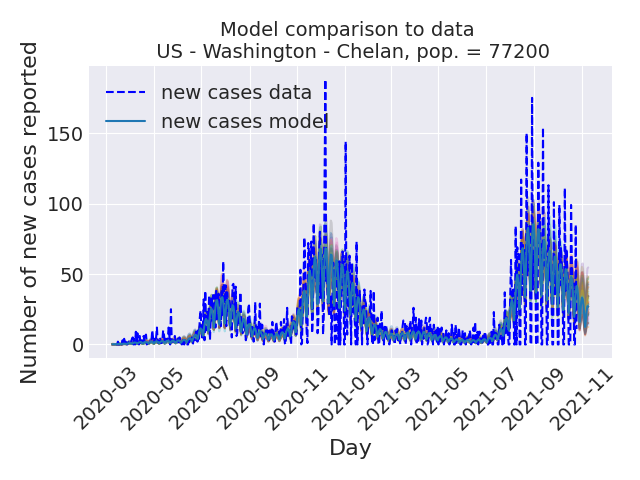 Model comparison to data
US - Washington - Chelan, pop. = 77200
Number of new cases reported
new cases data
new cases model
150
100
50
0
2020-03
2020-05
2020-07
2020-09
2020-11
2021-01
2021-03
2021-05
2021-07
2021-09
2021-11
Day